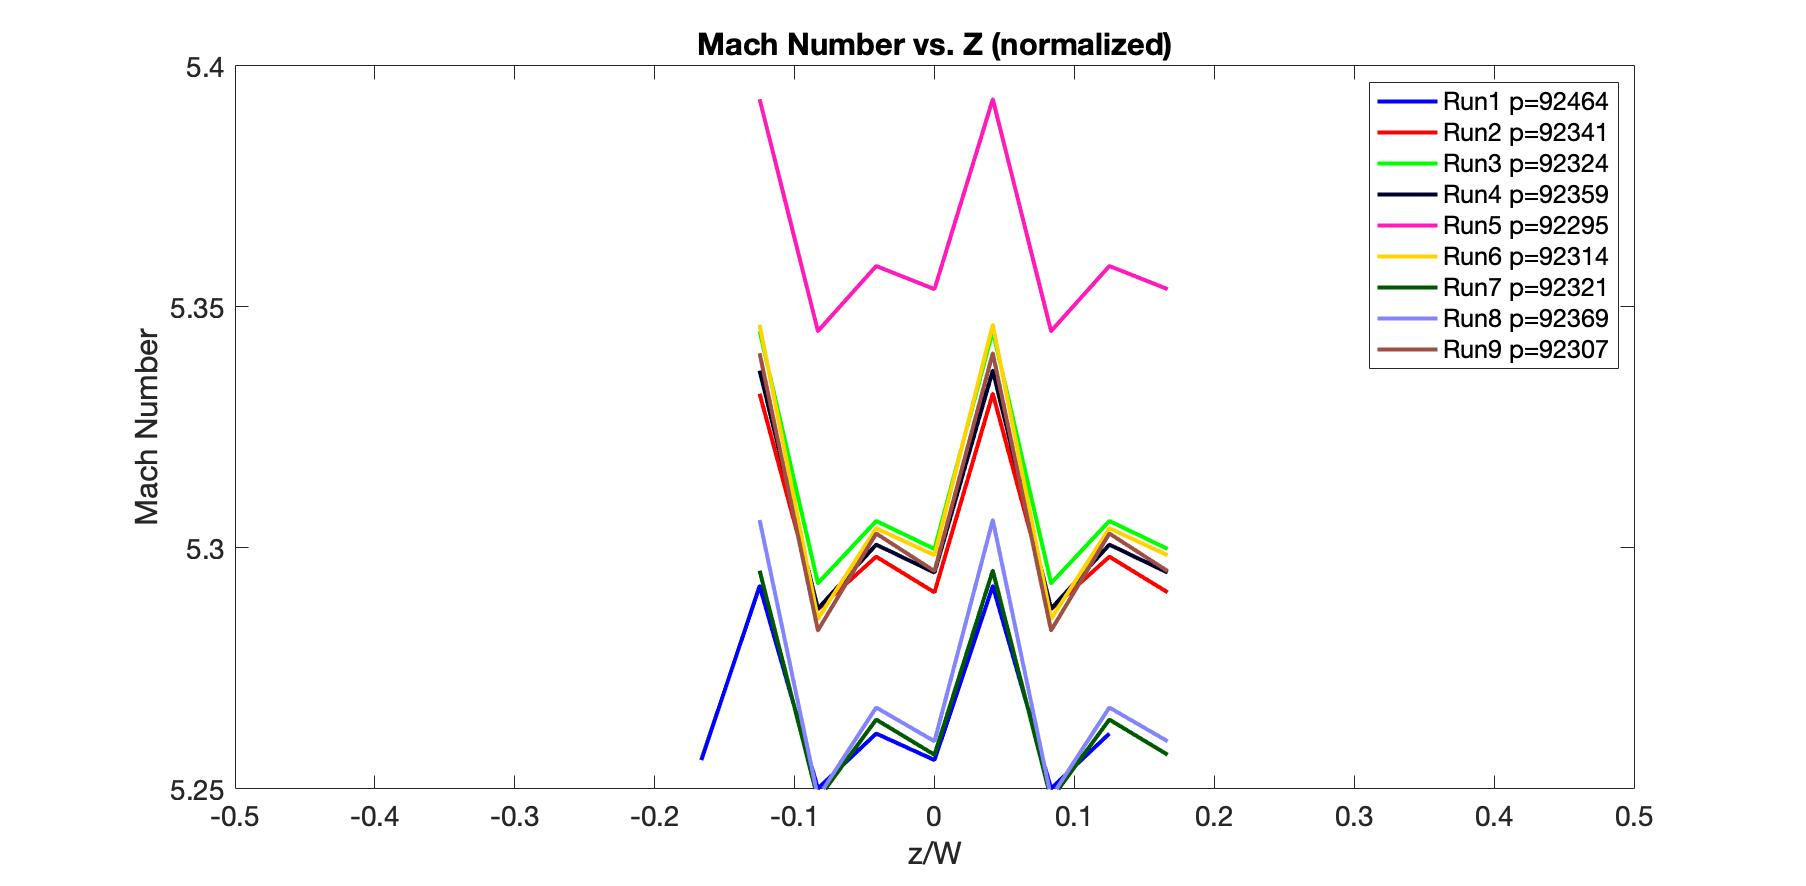 Mach Number vs. Z (normalized)
5.4
5.35
5.3
5.25
Mach Number
Run1 p=92464
Run2 p=92341
Run3 p=92324
Run4 p=92359
Run5 p=92295
Run6 p=92314
Run7 p=92321
Run8 p=92369
Run9 p=92307
-0.5 -0.4 -0.3 -0.2 -0.1 0 0.1 0.2 0.3 0.4 0.5
z/W